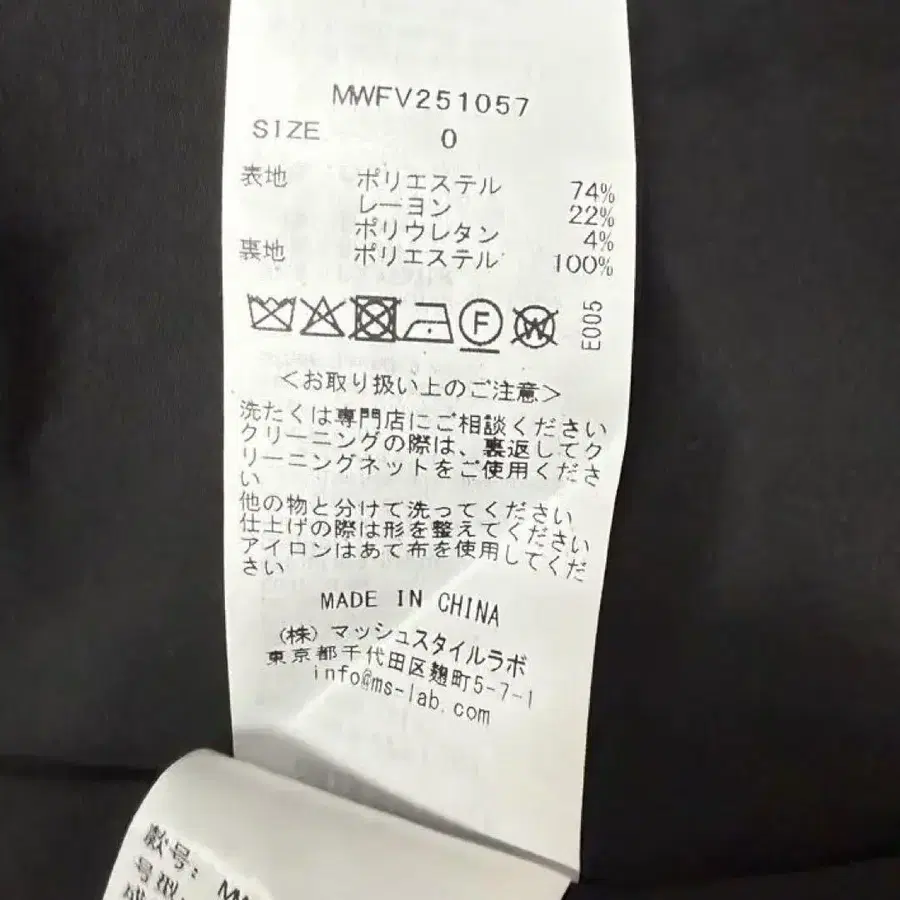 MWFV251057
SIZE 0
表地 ポリエステル 74%
レーヨン 22%
ポリウレタン 4%
裏地 ポリエステル 100%
F W E005
<お取り扱い上のご注意>
洗たくは専門店にご相談ください
クリーニングの際は、裏返してク
リーニングネットをご使用くださ
い
他の物と分けて洗ってください
仕上げの際は形を整えてください
アイロンはあて布を使用してくだ
さい
MADE IN CHINA
(株)マッシュスタイルラボ
東京都千代田区麹町5-7-1
info@ms-lab.com
款号: MW
号型